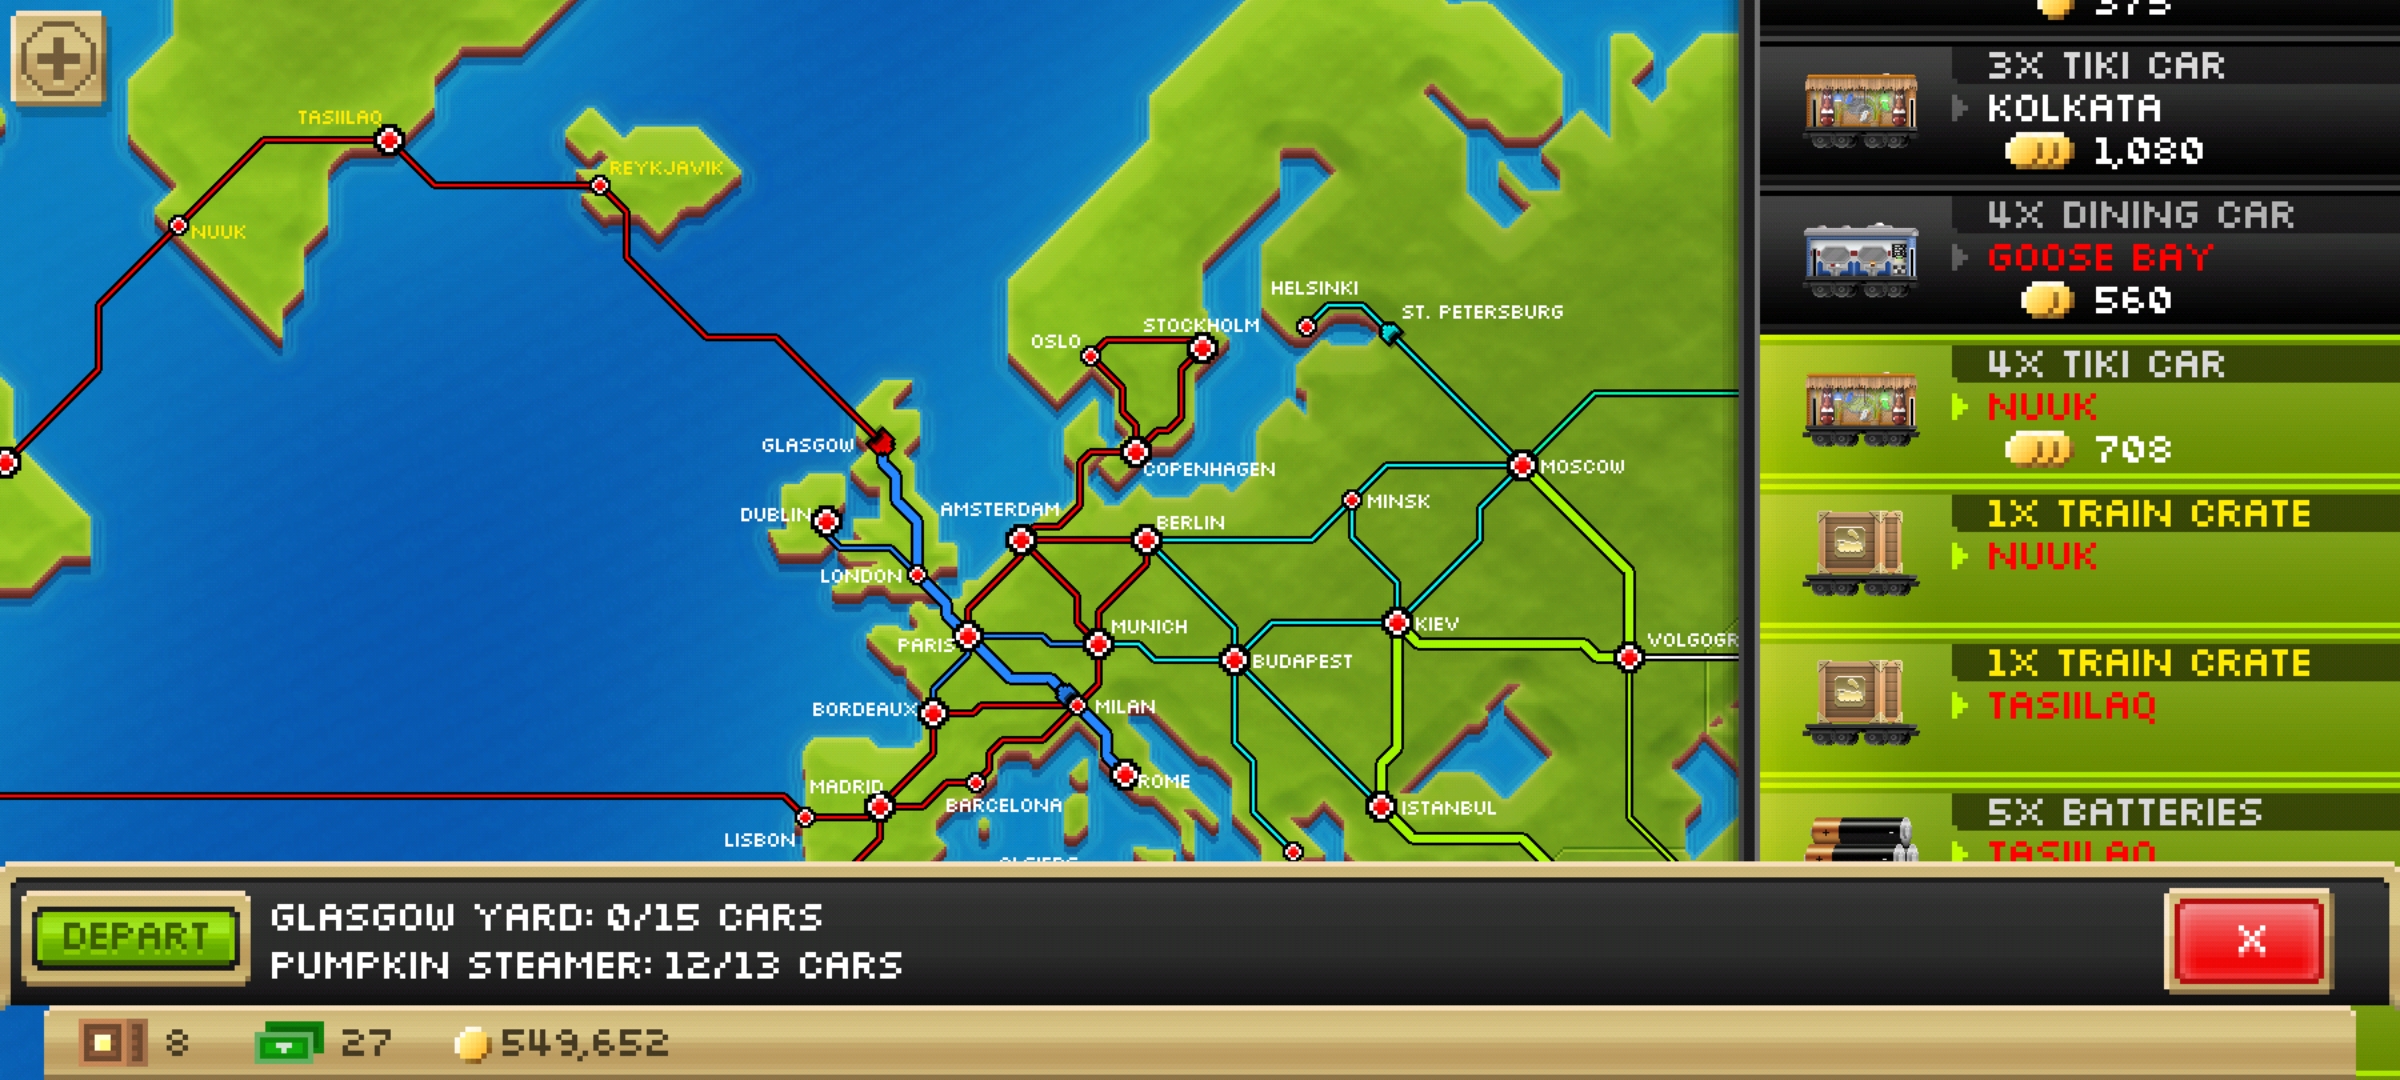 TASIILAQ
REYKJAVIK
NUUK
HELSINKI
ST. PETERSBURG
STOCKHOLM
OSLO
GLASGOW
COPENHAGEN
MOSCOW
DUBLIN
AMSTERDAM
BERLIN
MINSK
LONDON
PARIS
MUNICH
KIEV
VOLGOGR
BUDAPEST
BORDEAUX
MILAN
MADRID
ROME
BARCELONA
ISTANBUL
LISBON
ALGIERS
375
3X TIKI CAR
KOLKATA
1,080
4X DINING CAR
GOOSE BAY
560
4X TIKI CAR
NUUK
708
1X TRAIN CRATE
NUUK
1X TRAIN CRATE
TASIILAQ
5X BATTERIES
TASIILAQ
DEPART
GLASGOW YARD: 0/15 CARS
PUMPKIN STEAMER: 12/13 CARS
X
8
27
549,652